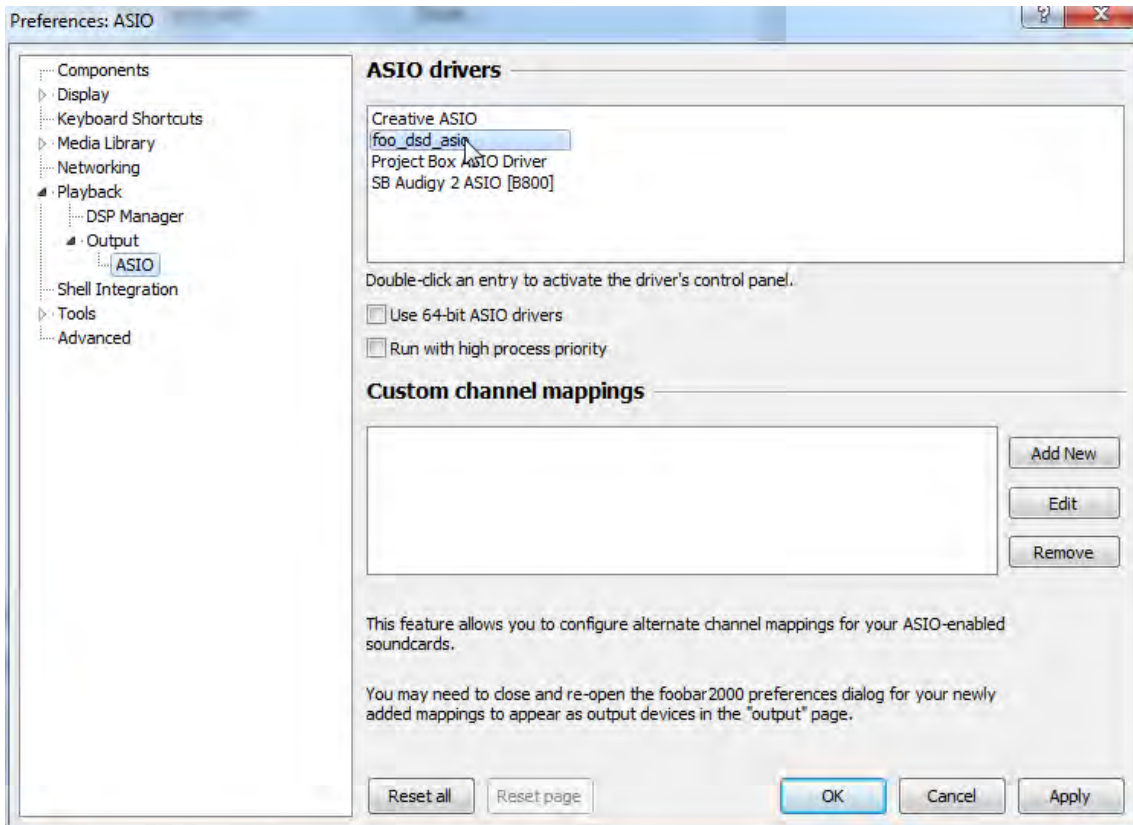 Preferences: ASIO
Components
Display
Keyboard Shortcuts
Media Library
Networking
Playback
DSP Manager
Output
ASIO
Shell Integration
Tools
Advanced
ASIO drivers
Creative ASIO
foo_dsd_asio
Project Box ASIO Driver
SB Audigy 2 ASIO [B800]
Double-click an entry to activate the driver's control panel.
Use 64-bit ASIO drivers
Run with high process priority
Custom channel mappings
Add New
Edit
Remove
This feature allows you to configure alternate channel mappings for your ASIO-enabled
soundcards.
You may need to close and re-open the foobar2000 preferences dialog for your newly
added mappings to appear as output devices in the "output" page.
Reset all
Reset page
OK
Cancel
Apply